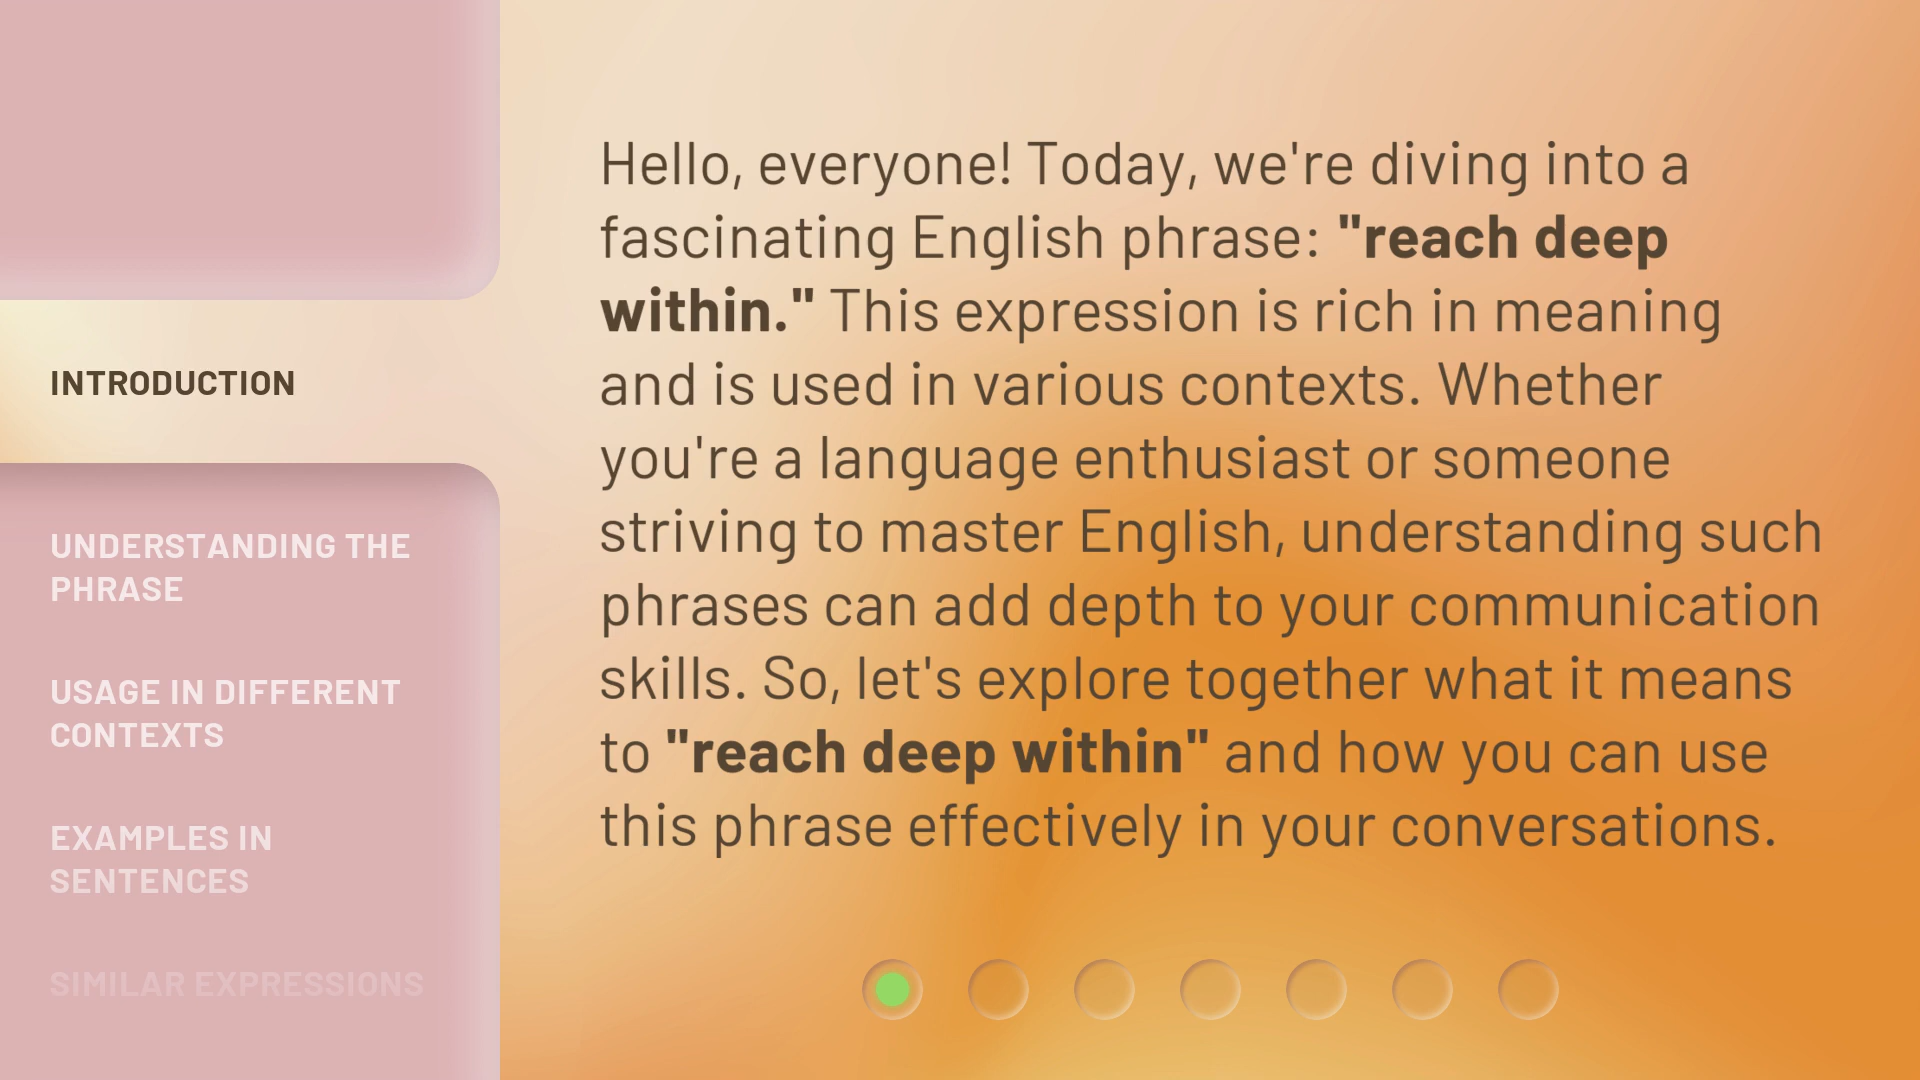 INTRODUCTION
UNDERSTANDING THE
PHRASE
USAGE IN DIFFERENT
CONTEXTS
EXAMPLES IN
SENTENCES
SIMILAR EXPRESSIONS
Hello, everyone! Today, we're diving into a
fascinating English phrase: "reach deep
within." This expression is rich in meaning
and is used in various contexts. Whether
you're a language enthusiast or someone
striving to master English, understanding such
phrases can add depth to your communication
skills. So, let's explore together what it means
to "reach deep within" and how you can use
this phrase effectively in your conversations.